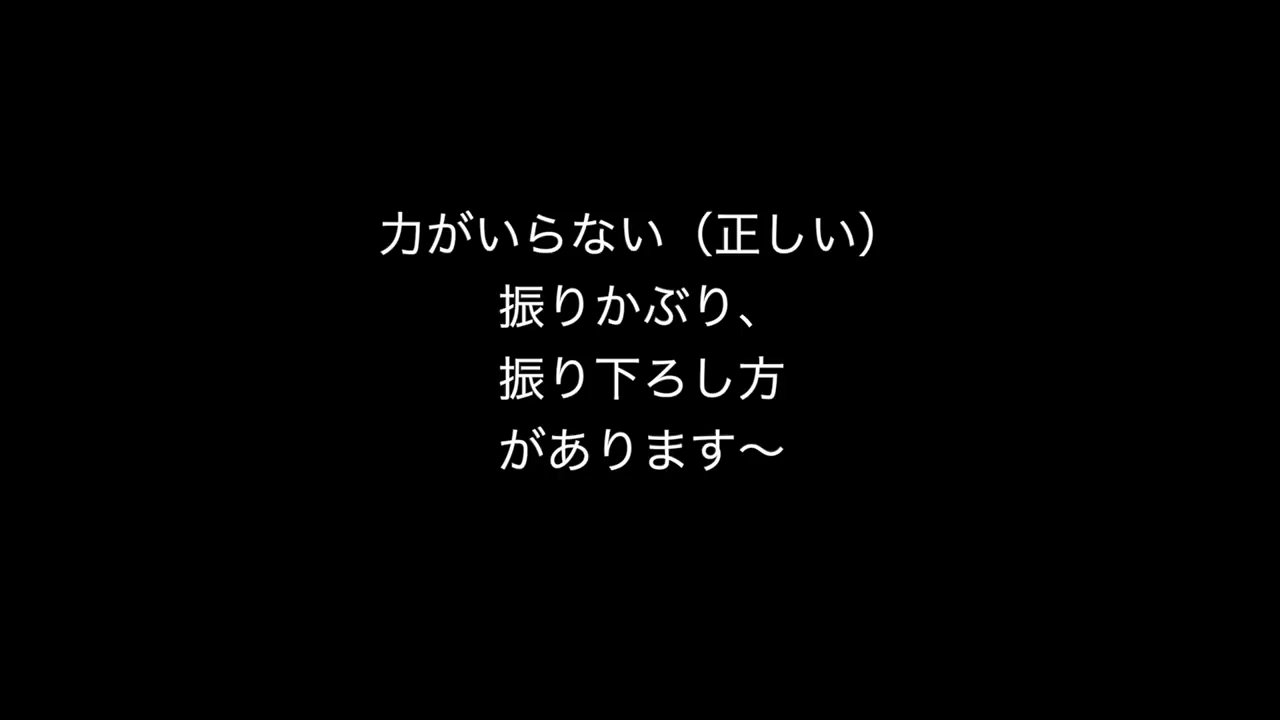 力がいらない（正しい）
振りかぶり、
振り下ろし方
があります〜